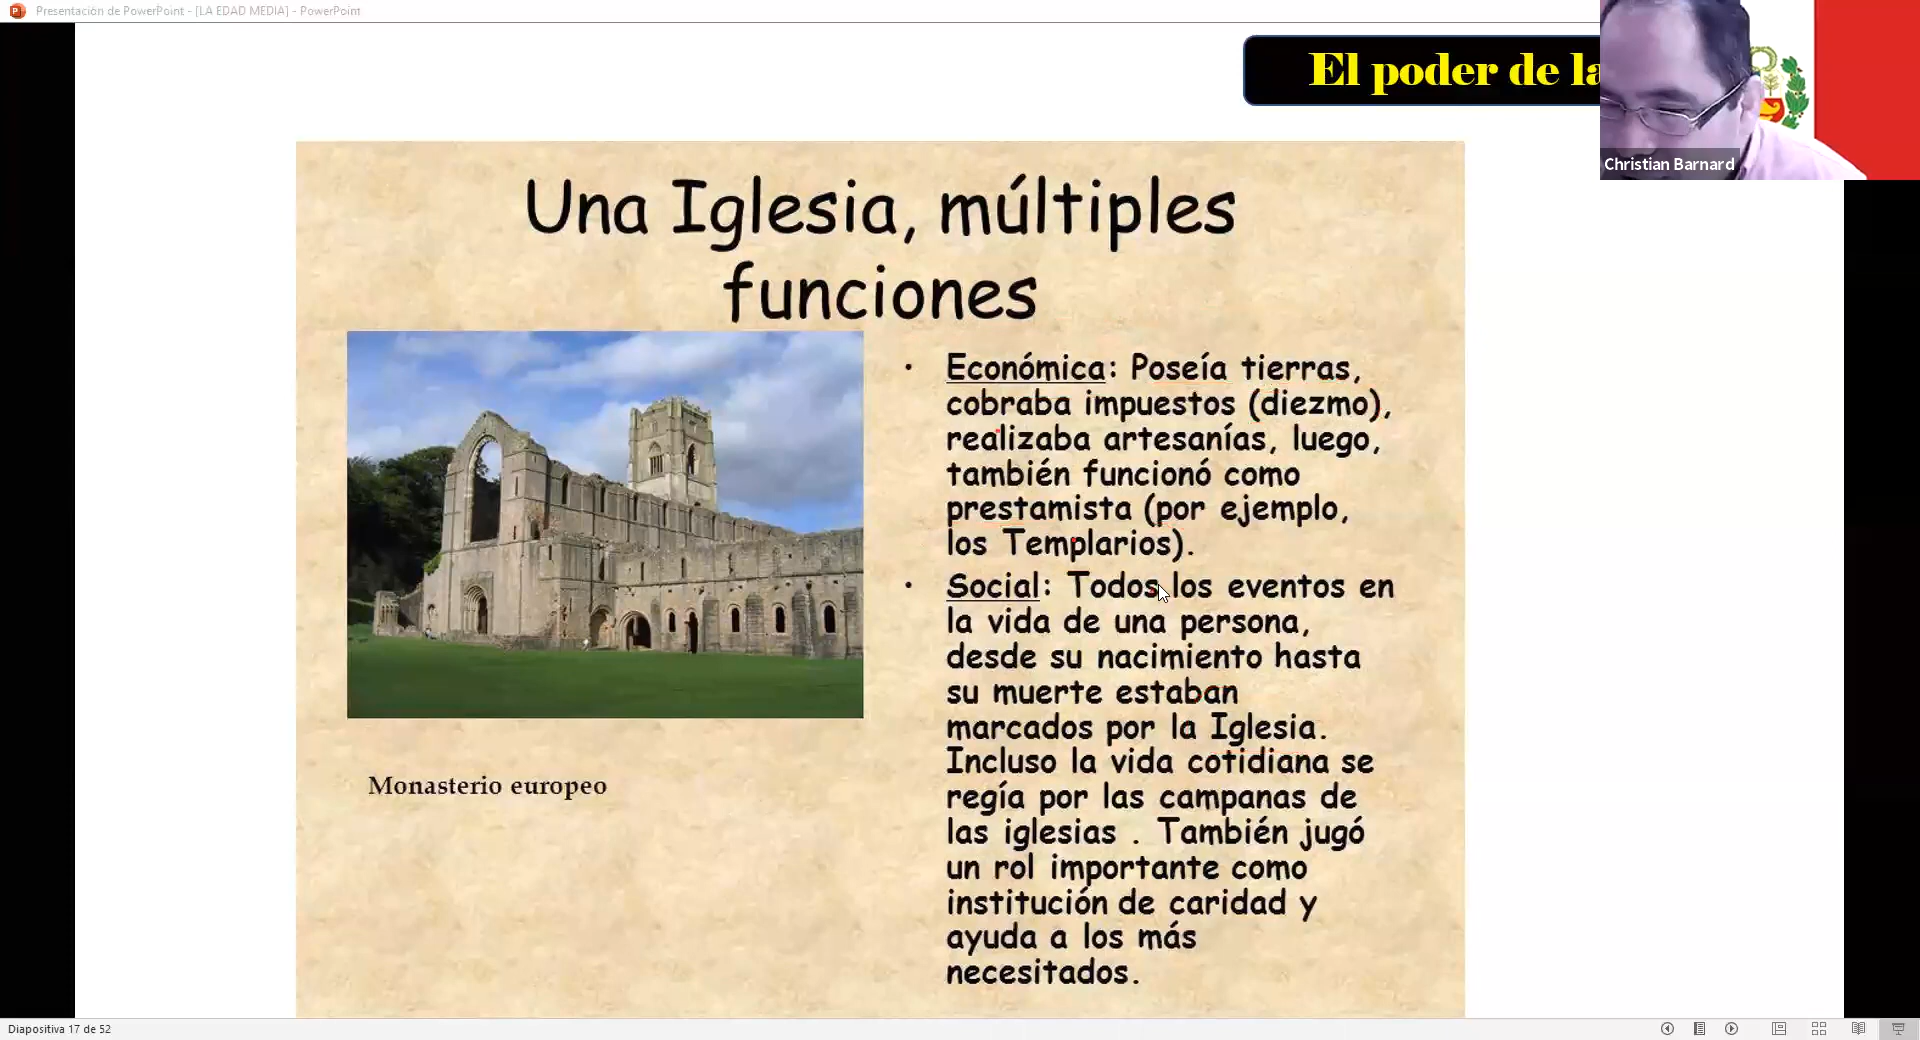 Presentación de PowerPoint - [LA EDAD MEDIA] - PowerPoint
El poder de la
Christian Barnard
Una Iglesia, múltiples
funciones
• Económica: Poseía tierras,
cobraba impuestos (diezmo),
realizaba artesanías, luego,
también funcionó como
prestamista (por ejemplo,
los Templarios).
• Social: Todos los eventos en
la vida de una persona,
desde su nacimiento hasta
su muerte estaban
marcados por la Iglesia.
Incluso la vida cotidiana se
regía por las campanas de
las iglesias . También jugó
un rol importante como
institución de caridad y
ayuda a los más
necesitados.
Monasterio europeo
Diapositiva 17 de 52